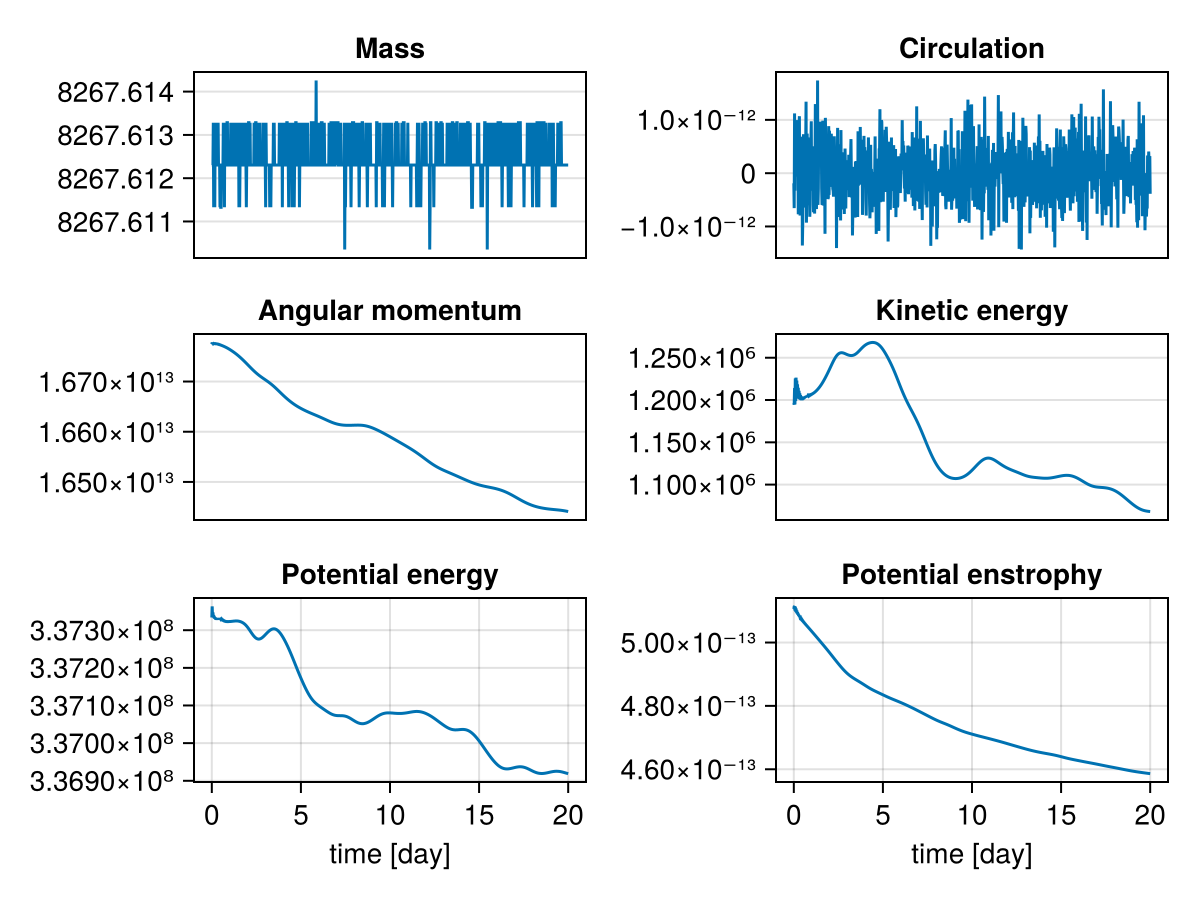 Mass
8267.614
8267.613
8267.612
8267.611
Circulation
1.0×10⁻¹²
0
−1.0×10⁻¹²
Angular momentum
1.670×10¹³
1.660×10¹³
1.650×10¹³
Kinetic energy
1.250×10⁶
1.200×10⁶
1.150×10⁶
1.100×10⁶
Potential energy
3.3730×10⁸
3.3720×10⁸
3.3710×10⁸
3.3700×10⁸
3.3690×10⁸
0 5 10 15 20
time [day]
Potential enstrophy
5.00×10⁻¹³
4.80×10⁻¹³
4.60×10⁻¹³
0 5 10 15 20
time [day]